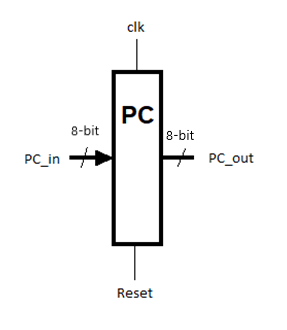 clk
PC
8-bit
8-bit
PC_in
PC_out
Reset